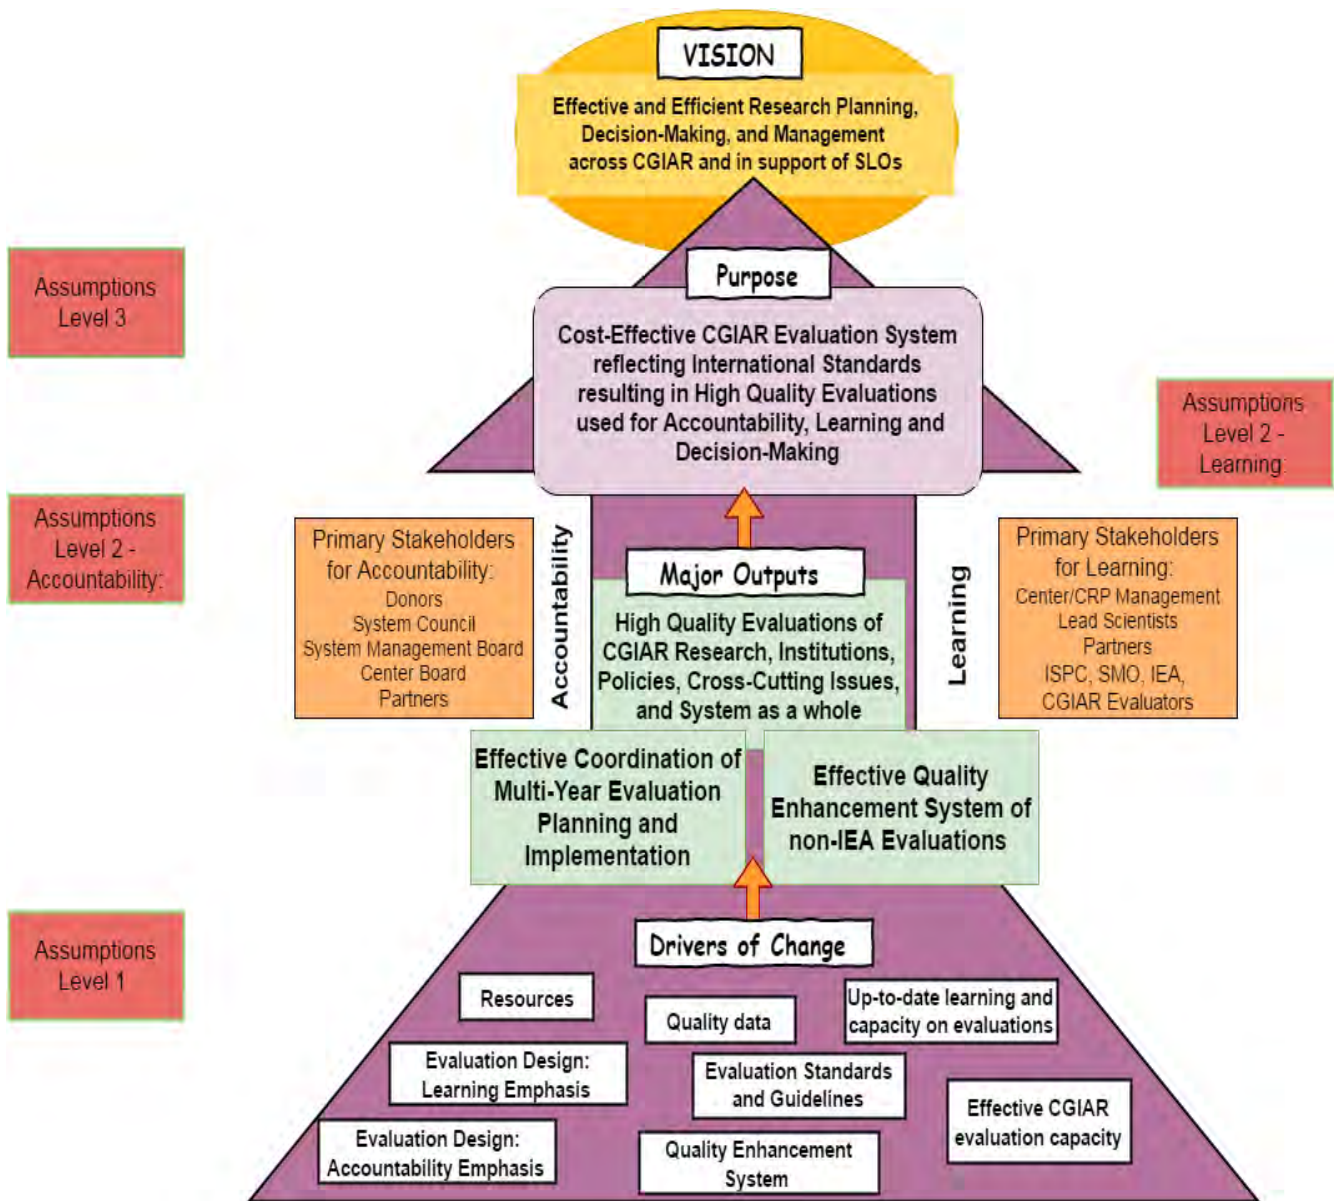 VISION
Effective and Efficient Research Planning,
Decision-Making, and Management
across CGIAR and in support of SLOs
Purpose
Cost-Effective CGIAR Evaluation System
reflecting International Standards
resulting in High Quality Evaluations
used for Accountability, Learning and
Decision-Making
Assumptions
Level 3
Assumptions
Level 2 -
Learning
Assumptions
Level 2 -
Accountability:
Primary Stakeholders
for Accountability:
Donors
System Council
System Management Board
Center Board
Partners
Accountability
Major Outputs
High Quality Evaluations of
CGIAR Research, Institutions,
Policies, Cross-Cutting Issues,
and System as a whole
Learning
Primary Stakeholders
for Learning:
Center/CRP Management
Lead Scientists
Partners
ISPC, SMO, IEA,
CGIAR Evaluators
Effective Coordination of
Multi-Year Evaluation
Planning and
Implementation
Effective Quality
Enhancement System of
non-IEA Evaluations
Assumptions
Level 1
Drivers of Change
Resources
Quality data
Up-to-date learning and
capacity on evaluations
Evaluation Design:
Learning Emphasis
Evaluation Standards
and Guidelines
Effective CGIAR
evaluation capacity
Evaluation Design:
Accountability Emphasis
Quality Enhancement
System